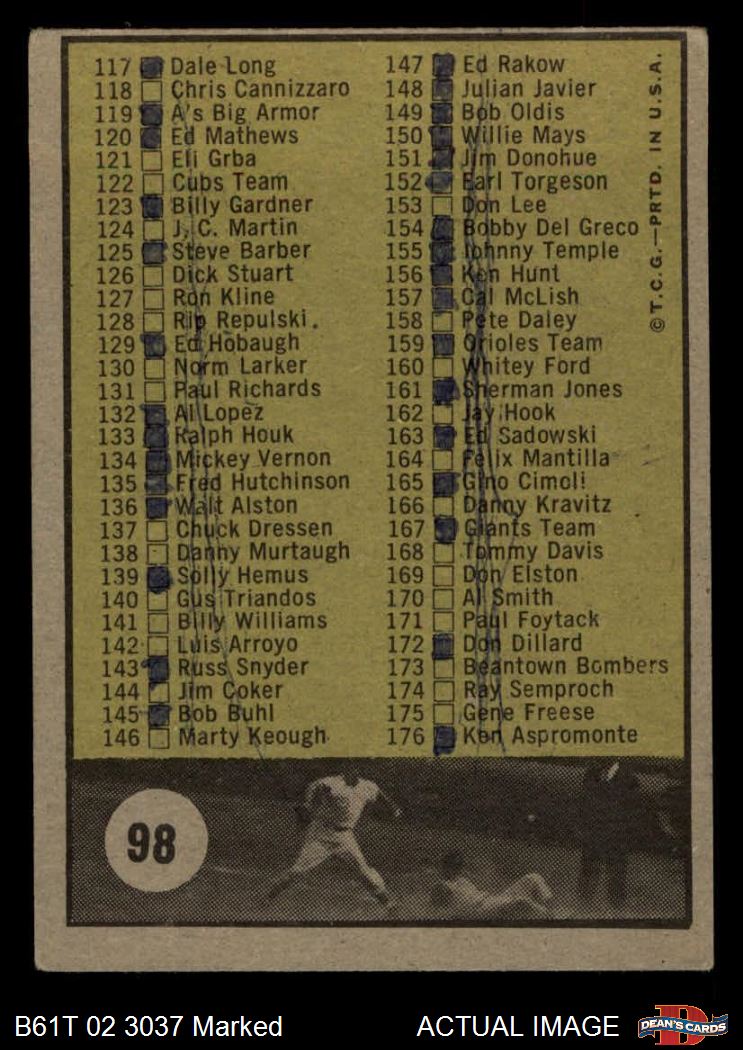 117 Dale Long
118 Chris Cannizzaro
119 A's Big Armor
120 Ed Mathews
121 Eli Grba
122 Cubs Team
123 Billy Gardner
124 J. C. Martin
125 Steve Barber
126 Dick Stuart
127 Ron Kline
128 Rip Repulski.
129 Ed Hobaugh
130 Norm Larker
131 Paul Richards
132 Al Lopez
133 Ralph Houk
134 Mickey Vernon
135 Fred Hutchinson
136 Walt Alston
137 Chuck Dressen
138 Danny Murtaugh
139 Solly Hemus
140 Gus Triandos
141 Billy Williams
142 Luis Arroyo
143 Russ Snyder
144 Jim Coker
145 Bob Buhl
146 Marty Keough
147 Ed Rakow
148 Julian Javier
149 Bob Oldis
150 Willie Mays
151 Jim Donohue
152 Earl Torgeson
153 Don Lee
154 Bobby Del Greco
155 Johnny Temple
156 Ken Hunt
157 Cal McLish
158 Pete Daley
159 Orioles Team
160 Whitey Ford
161 Sherman Jones
162 Jay Hook
163 Ed Sadowski
164 Felix Mantilla
165 Gino Cimoli
166 Danny Kravitz
167 Giants Team
168 Tommy Davis
169 Don Elston
170 Al Smith
171 Paul Foytack
172 Don Dillard
173 Beantown Bombers
174 Ray Semproch
175 Gene Freese
176 Ken Aspromonte
© T.C.G.—PRTD. IN U.S.A.
98
B61T 02 3037 Marked
ACTUAL IMAGE
DEAN'S CARDS